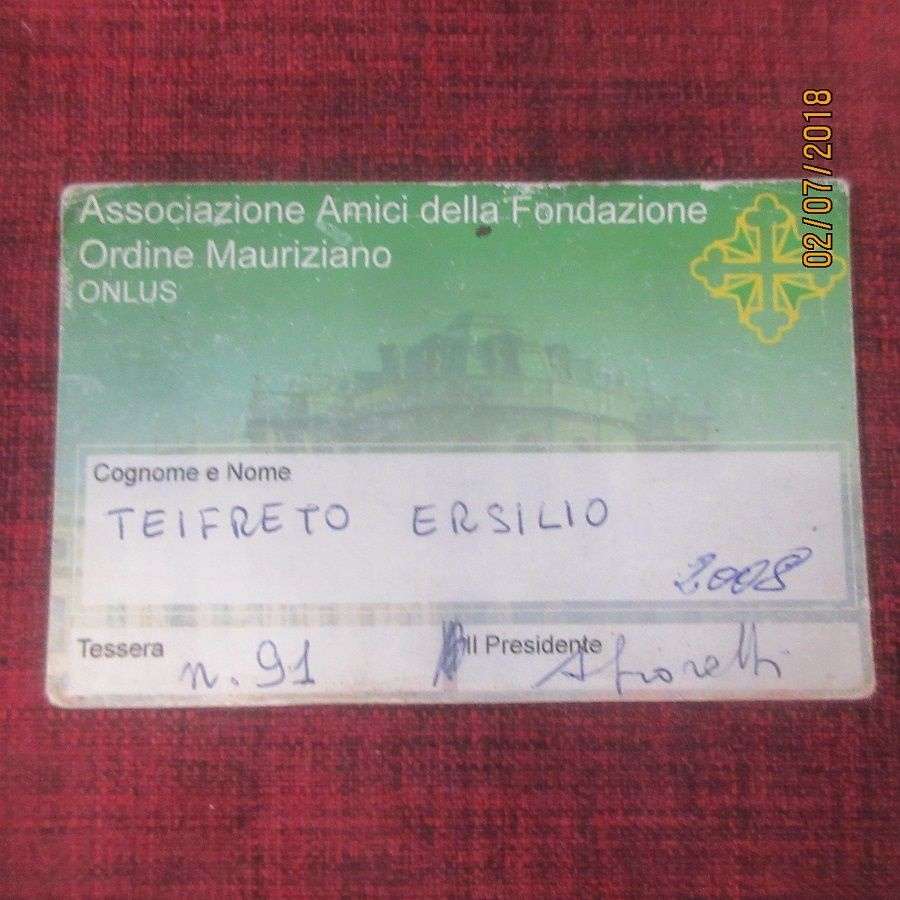 Associazione Amici della Fondazione
Ordine Mauriziano
ONLUS
02/07/2018
Cognome e Nome
TEIFRETO ERSILIO
2008
Tessera n. 91
Il Presidente